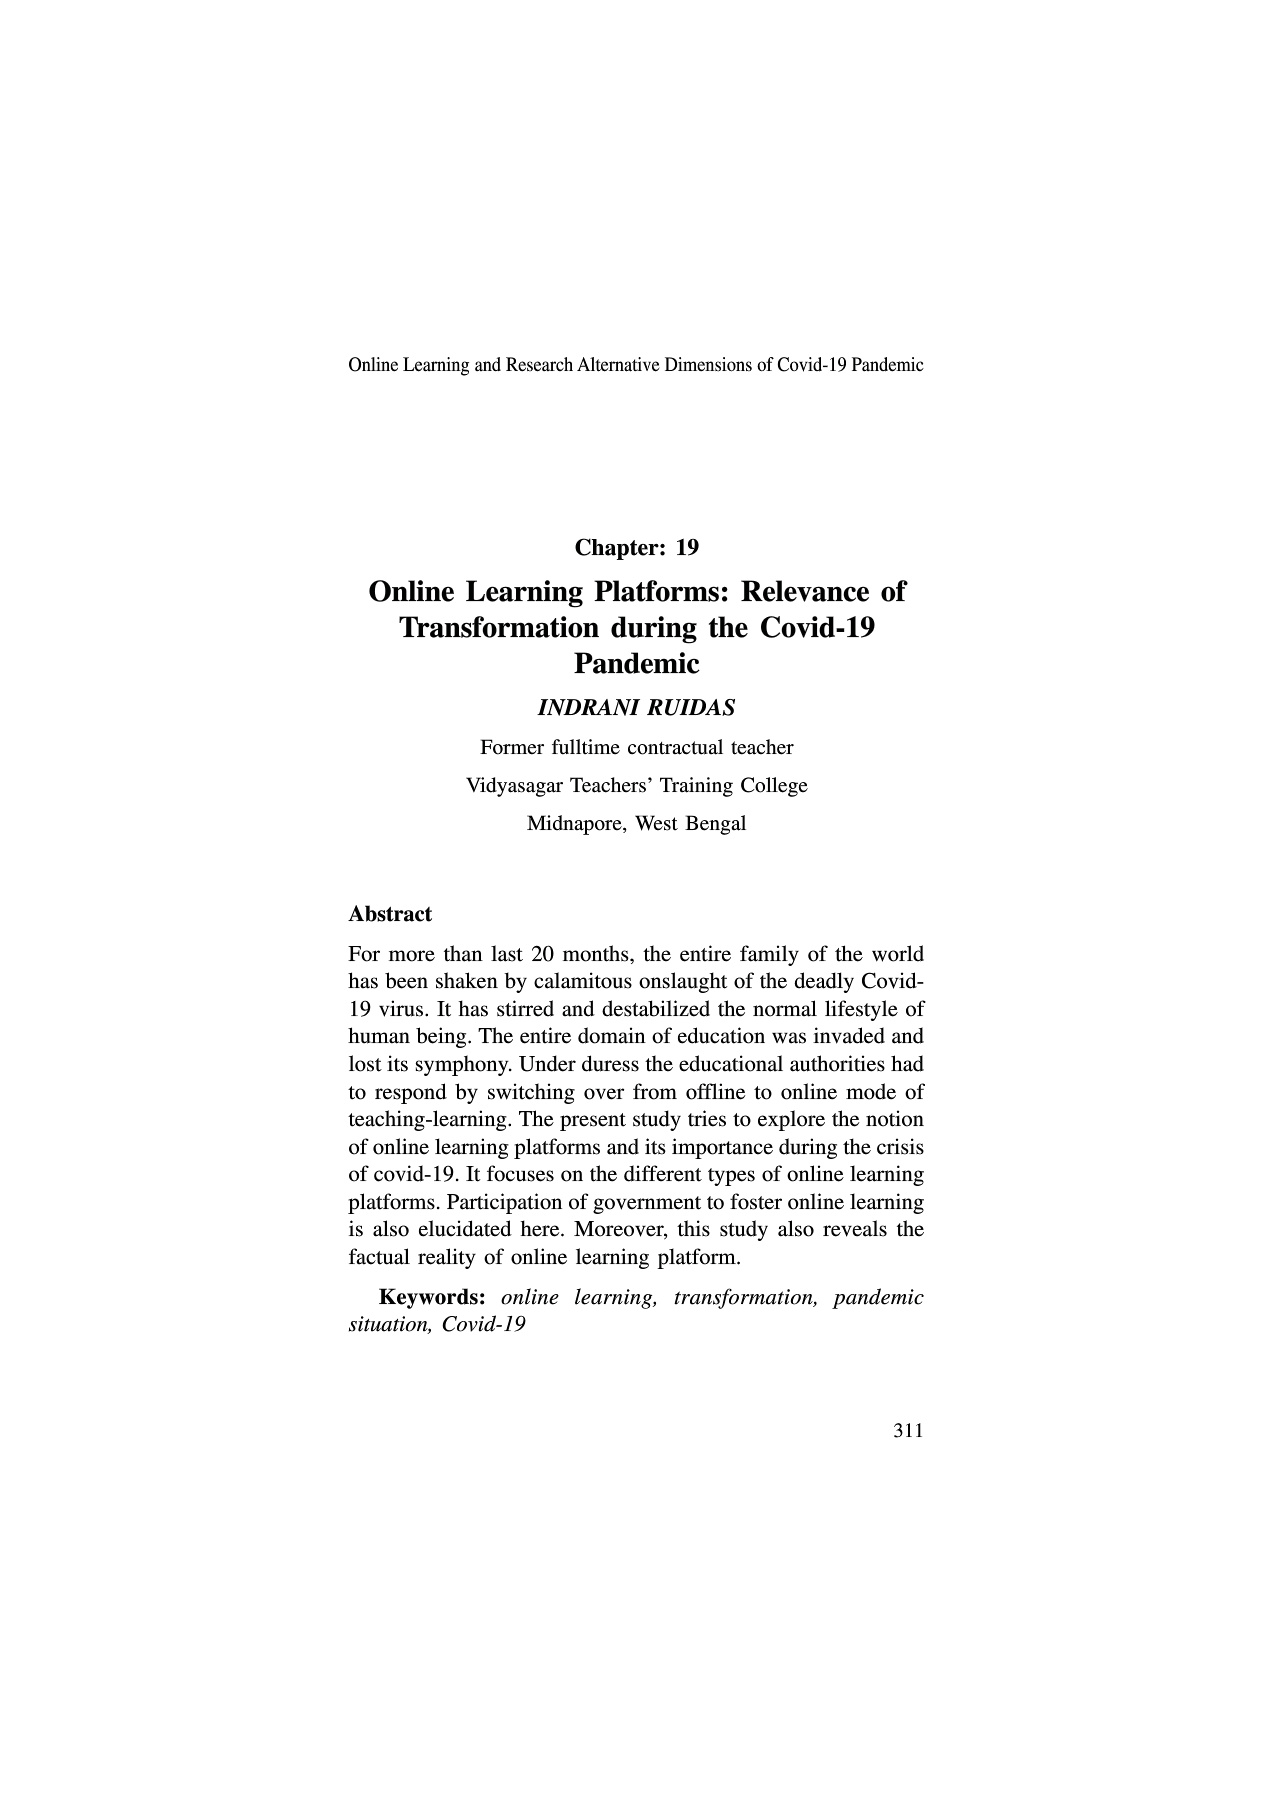 Online Learning and Research Alternative Dimensions of Covid-19 Pandemic
Chapter: 19
Online Learning Platforms: Relevance of
Transformation during the Covid-19
Pandemic
INDRANI RUIDAS
Former fulltime contractual teacher
Vidyasagar Teachers’ Training College
Midnapore, West Bengal
Abstract
For more than last 20 months, the entire family of the world
has been shaken by calamitous onslaught of the deadly Covid-
19 virus. It has stirred and destabilized the normal lifestyle of
human being. The entire domain of education was invaded and
lost its symphony. Under duress the educational authorities had
to respond by switching over from offline to online mode of
teaching-learning. The present study tries to explore the notion
of online learning platforms and its importance during the crisis
of covid-19. It focuses on the different types of online learning
platforms. Participation of government to foster online learning
is also elucidated here. Moreover, this study also reveals the
factual reality of online learning platform.
Keywords: online learning, transformation, pandemic
situation, Covid-19
311